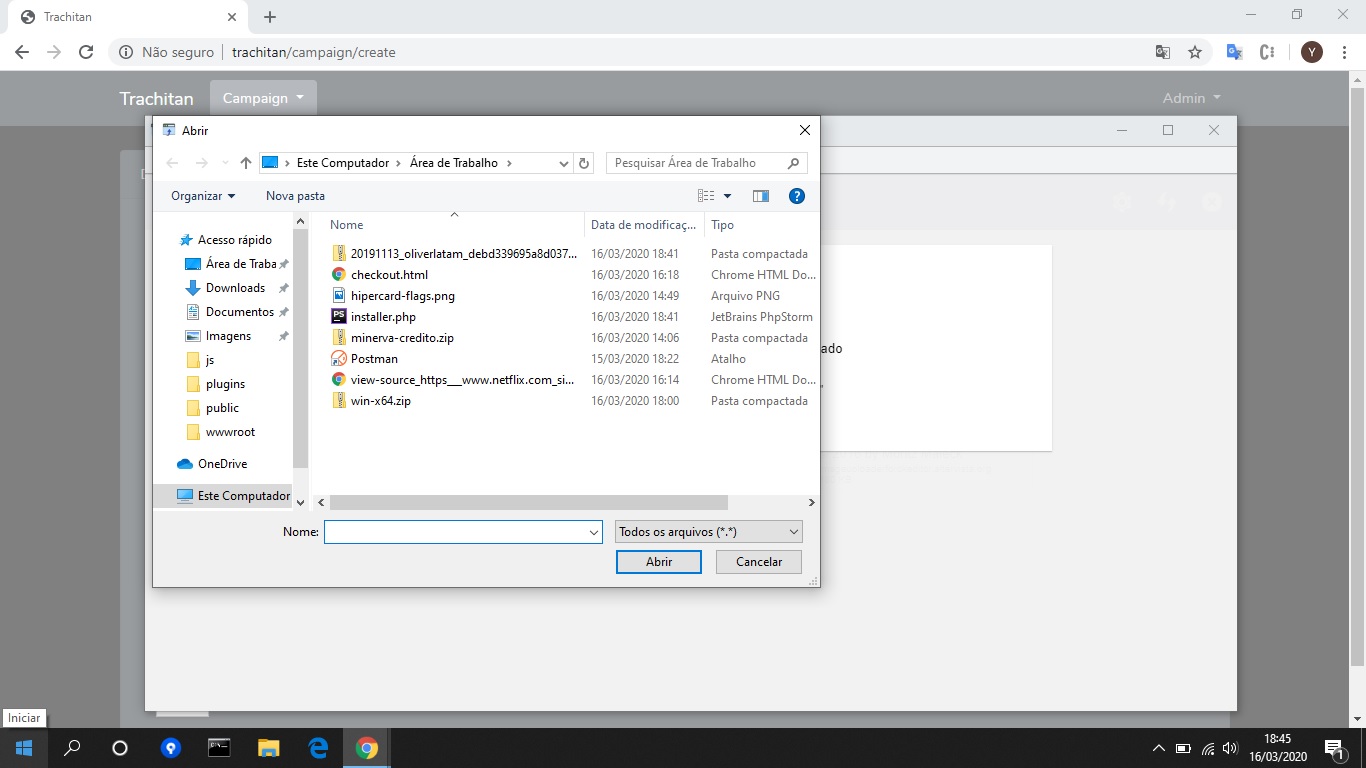 Trachitan
Não seguro
trachitan/campaign/create
Y
Trachitan
Campaign
Admin
Abrir
Este Computador
Área de Trabalho
Pesquisar Área de Trabalho
Organizar
Nova pasta
Nome
Data de modificaç...
Tipo
Acesso rápido
Área de Traba
Downloads
Documentos
Imagens
js
plugins
public
wwwroot
OneDrive
Este Computador
20191113_oliverlatam_debd339695a8d037... 16/03/2020 18:41 Pasta compactada
checkout.html 16/03/2020 16:18 Chrome HTML Do...
hipercard-flags.png 16/03/2020 14:49 Arquivo PNG
installer.php 16/03/2020 18:41 JetBrains PhpStorm
minerva-credito.zip 16/03/2020 14:06 Pasta compactada
Postman 15/03/2020 18:22 Atalho
view-source_https___www.netflix.com_si... 16/03/2020 16:14 Chrome HTML Do...
win-x64.zip 16/03/2020 18:00 Pasta compactada
ado
Nome:
Todos os arquivos (*.*)
Abrir
Cancelar
Iniciar
18:45
16/03/2020
1